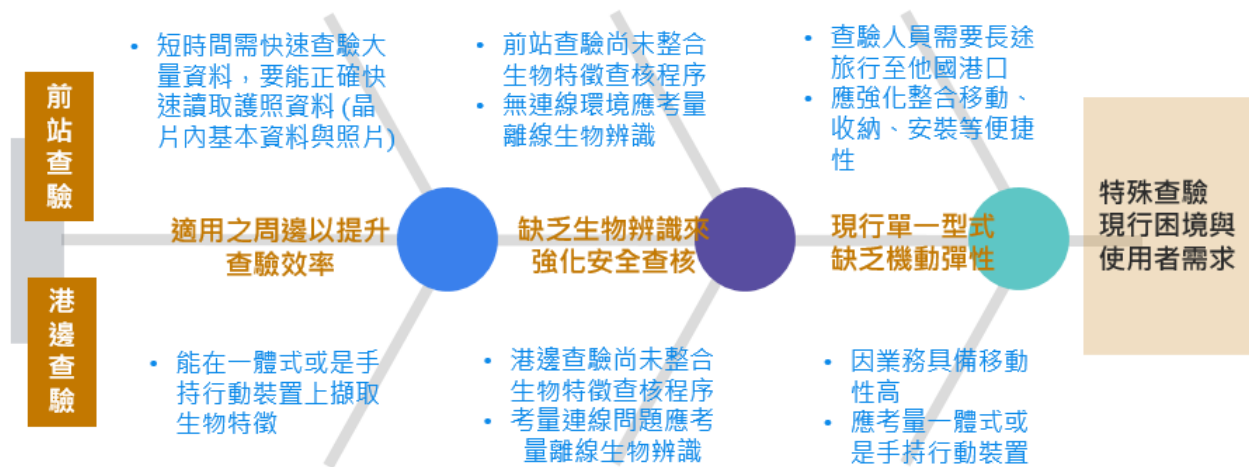 • 短時間需快速查驗大
量資料，要能正確快
速讀取護照資料 (晶
片內基本資料與照片)
• 前站查驗尚未整合
生物特徵查核程序
• 無連線環境應考量
離線生物辨識
• 查驗人員需要長途
旅行至他國港口
• 應強化整合移動、
收納、安裝等便捷
性
前站查驗
適用之周邊以提升
查驗效率
缺乏生物辨識來
強化安全查核
現行單一型式
缺乏機動彈性
特殊查驗
現行困境與
使用者需求
港邊查驗
• 能在一體式或是手
持行動裝置上擷取
生物特徵
• 港邊查驗尚未整合
生物特徵查核程序
• 考量連線問題應考
量離線生物辨識
• 因業務具備移動
性高
• 應考量一體式或
是手持行動裝置